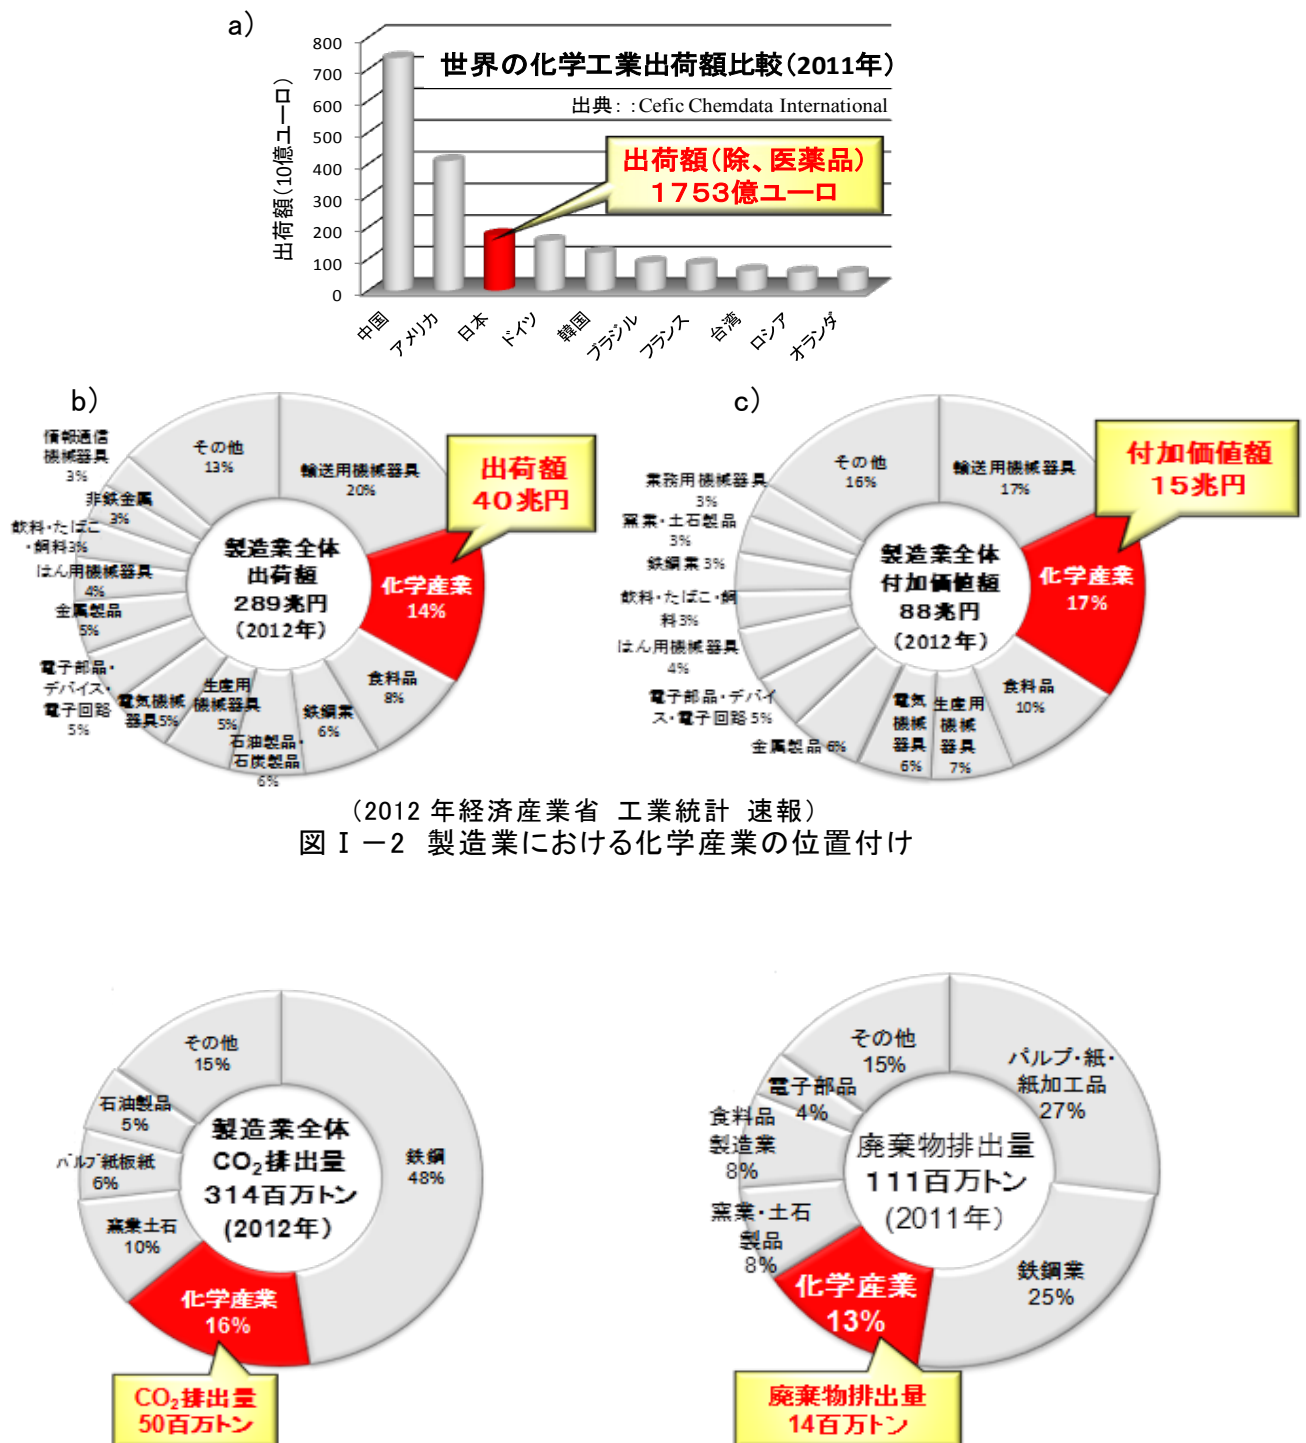 a）
世界の化学工業出荷額比較（2011年）
出典：：Cefic Chemdata International
出荷額（除、医薬品）
１７５３億ユーロ
出荷額（10億ユーロ）
800
700
600
500
400
300
200
100
0
中国
アメリカ
日本
ドイツ
韓国
ブラジル
フランス
台湾
ロシア
オランダ
b）
輸送用機械器具
20%
出荷額
４０兆円
化学産業
14%
食料品
8%
鉄鋼業
6%
石油製品・
石炭製品
6%
生産用
機械器具
5%
電気機械
器具5%
電子部品・
デバイス・
電子回路
5%
金属製品
5%
はん用機械器具
4%
飲料・たばこ
・飼料3%
非鉄金属
3%
情報通信
機械器具
3%
その他
13%
製造業全体
出荷額
289兆円
（2012年）
c）
輸送用機械器具
17%
付加価値額
１５兆円
化学産業
17%
食料品
10%
生産用
機械
器具
7%
電気
機械
器具
6%
金属製品 6%
電子部品・デバイ
ス・電子回路 5%
はん用機械器具
4%
飲料・たばこ・飼
料3%
鉄鋼業 3%
窯業・土石製品
3%
業務用機械器具
3%
その他
16%
製造業全体
付加価値額
88兆円
（2012年）
（2012 年経済産業省 工業統計 速報）
図Ⅰ－2 製造業における化学産業の位置付け
鉄鋼
48%
化学産業
16%
CO₂排出量
50百万トン
窯業土石
10%
パルプ紙板紙
6%
石油製品
5%
その他
15%
製造業全体
CO₂排出量
314百万トン
(2012年)
パルプ・紙・
紙加工品
27%
鉄鋼業
25%
化学産業
13%
廃棄物排出量
14百万トン
窯業・土石
製品
8%
食料品
製造業
8%
電子部品
4%
その他
15%
廃棄物排出量
111百万トン
(2011年)